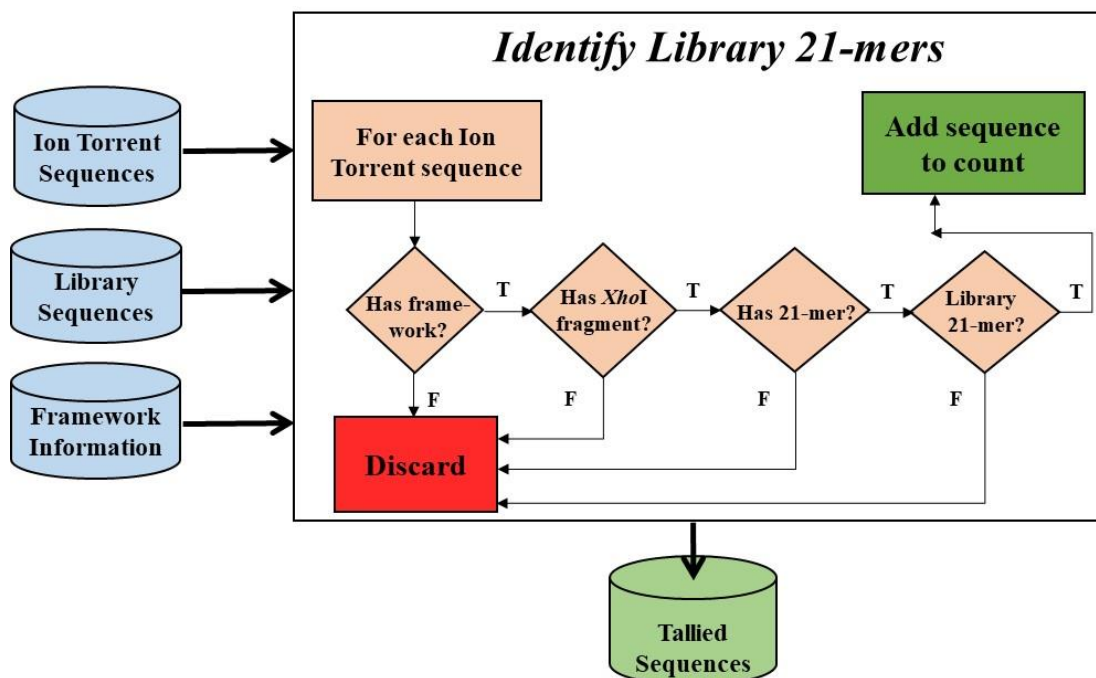 Identify Library 21-mers
Ion Torrent
Sequences
Library
Sequences
Framework
Information
For each Ion
Torrent sequence
Add sequence
to count
Has frame-
work?
T
F
Has XhoI
fragment?
T
F
Has 21-mer?
T
F
Library
21-mer?
T
F
Discard
Tallied
Sequences